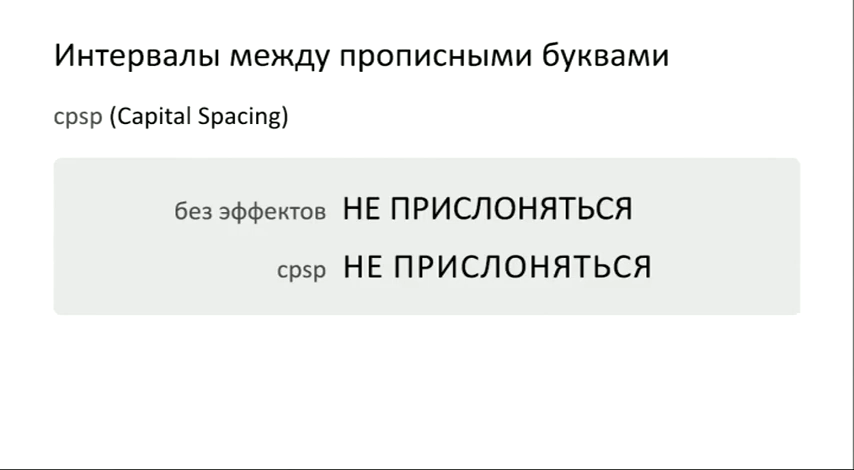 Интервалы между прописными буквами
cpsp (Capital Spacing)
без эффектов НЕ ПРИСЛОНЯТЬСЯ
cpsp НЕ ПРИСЛОНЯТЬСЯ